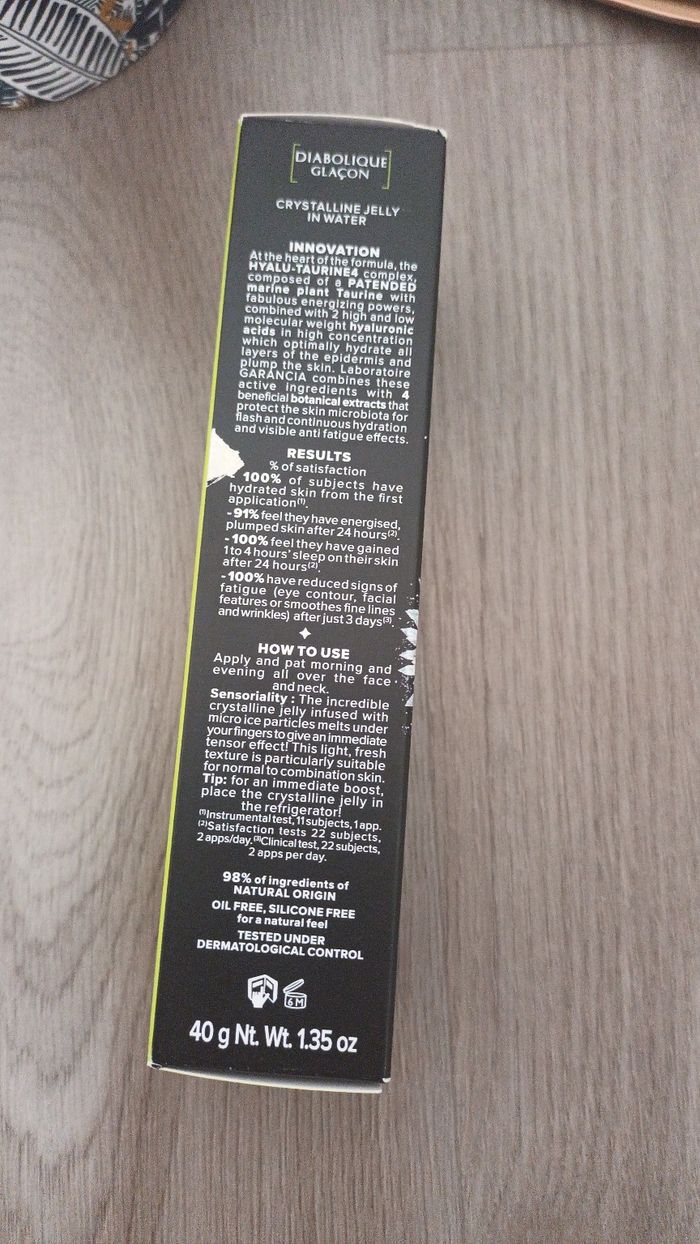 DIABOLIQUE
GLAÇON
CRYSTALLINE JELLY
IN WATER
INNOVATION
At the heart of the formula, the
HYALU-TAURINE4 complex,
composed of a PATENDED
marine plant Taurine with
fabulous energizing powers,
combined with 2 high and low
molecular weight hyaluronic
acids in high concentration
which optimally hydrate all
layers of the epidermis and
plump the skin. Laboratoire
GARANCIA combines these
active ingredients with 4
beneficial botanical extracts that
protect the skin microbiota for
flash and continuous hydration
and visible anti fatigue effects.
RESULTS
% of satisfaction
100% of subjects have
hydrated skin from the first
application(1).
- 91% feel they have energised,
plumped skin after 24 hours(2).
- 100% feel they have gained
1 to 4 hours' sleep on their skin
after 24 hours(2).
- 100% have reduced signs of
fatigue (eye contour, facial
features or smoothes fine lines
and wrinkles) after just 3 days(3).
HOW TO USE
Apply and pat morning and
evening all over the face
and neck.
Sensoriality : The incredible
crystalline jelly infused with
micro ice particles melts under
your fingers to give an immediate
tensor effect! This light, fresh
texture is particularly suitable
for normal to combination skin.
Tip: for an immediate boost,
place the crystalline jelly in
the refrigerator!
(1)Instrumental test, 11 subjects, 1 app.
(2)Satisfaction tests 22 subjects,
2 apps/day. (3)Clinical test, 22 subjects,
2 apps per day.
98% of ingredients of
NATURAL ORIGIN
OIL FREE, SILICONE FREE
for a natural feel
TESTED UNDER
DERMATOLOGICAL CONTROL
6 M
40 g Nt. Wt. 1.35 oz